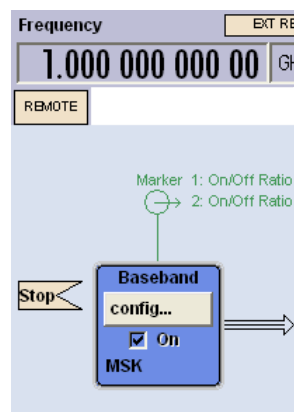 Frequency
EXT RE
1.000 000 000 00 GH
REMOTE
Marker 1: On/Off Ratio
2: On/Off Ratio
Baseband
Stop
config...
On
MSK